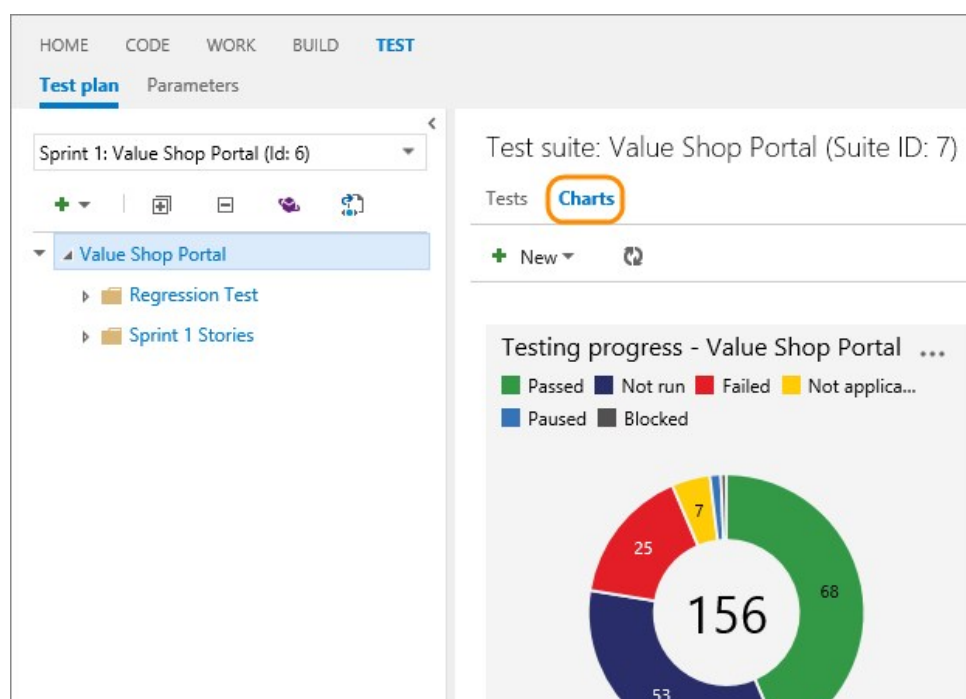 HOME CODE WORK BUILD TEST
Test plan Parameters
Sprint 1: Value Shop Portal (Id: 6)
Value Shop Portal
Regression Test
Sprint 1 Stories
Test suite: Value Shop Portal (Suite ID: 7)
Tests Charts
New
Testing progress - Value Shop Portal ...
Passed Not run Failed Not applica...
Paused Blocked
7
25
68
156
53